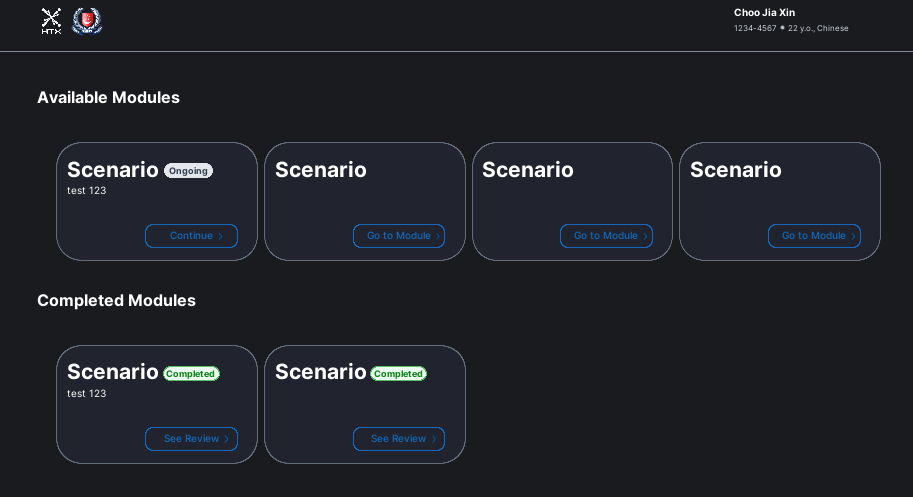 HTX
Choo Jia Xin
1234-4567 • 22 y.o., Chinese
Available Modules
Scenario Ongoing
test 123
Continue >
Scenario
Go to Module >
Scenario
Go to Module >
Scenario
Go to Module >
Completed Modules
Scenario Completed
test 123
See Review >
Scenario Completed
See Review >